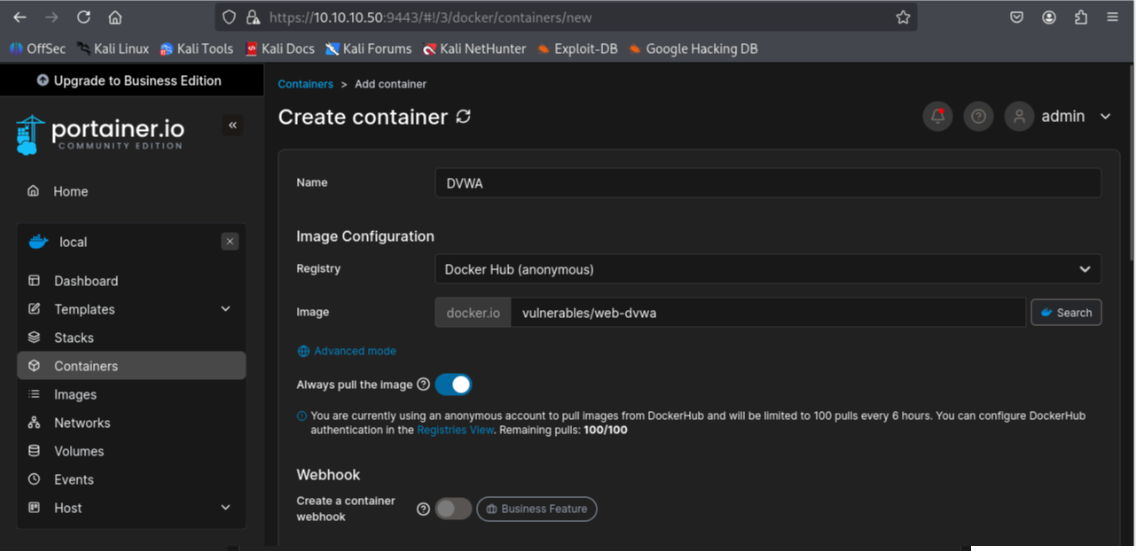 https://10.10.10.50:9443/#!/3/docker/containers/new
OffSec Kali Linux Kali Tools Kali Docs Kali Forums Kali NetHunter Exploit-DB Google Hacking DB
Upgrade to Business Edition
portainer.io
COMMUNITY EDITION
Home
local
Dashboard
Templates
Stacks
Containers
Images
Networks
Volumes
Events
Host
Containers > Add container
Create container
admin
Name DVWA
Image Configuration
Registry Docker Hub (anonymous)
Image docker.io vulnerables/web-dvwa Search
Advanced mode
Always pull the image
You are currently using an anonymous account to pull images from DockerHub and will be limited to 100 pulls every 6 hours. You can configure DockerHub
authentication in the Registries View. Remaining pulls: 100/100
Webhook
Create a container
webhook
Business Feature